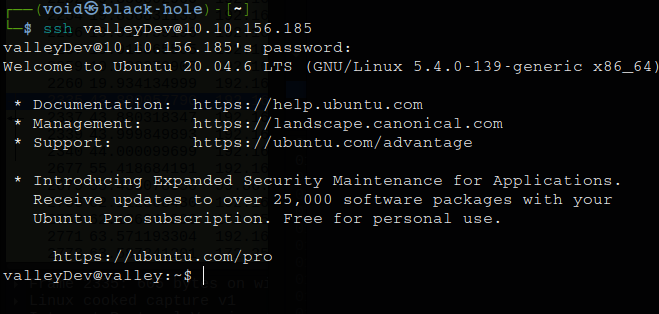 ┌──(void㉿black-hole)-[~]
└─$ ssh valleyDev@10.10.156.185
valleyDev@10.10.156.185's password:
Welcome to Ubuntu 20.04.6 LTS (GNU/Linux 5.4.0-139-generic x86_64)
* Documentation: https://help.ubuntu.com
* Management: https://landscape.canonical.com
* Support: https://ubuntu.com/advantage
* Introducing Expanded Security Maintenance for Applications.
Receive updates to over 25,000 software packages with your
Ubuntu Pro subscription. Free for personal use.
https://ubuntu.com/pro
valleyDev@valley:~$